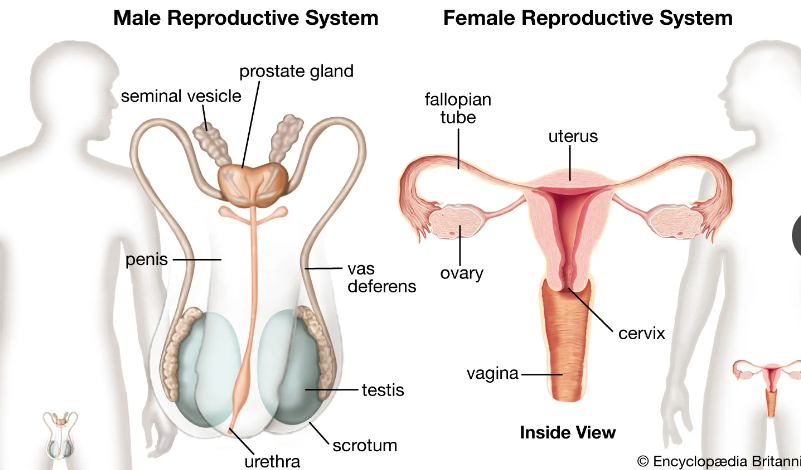 Male Reproductive System
Female Reproductive System
prostate gland
seminal vesicle
penis
vas
deferens
testis
scrotum
urethra
fallopian
tube
uterus
ovary
cervix
vagina
Inside View
© Encyclopædia Britanni